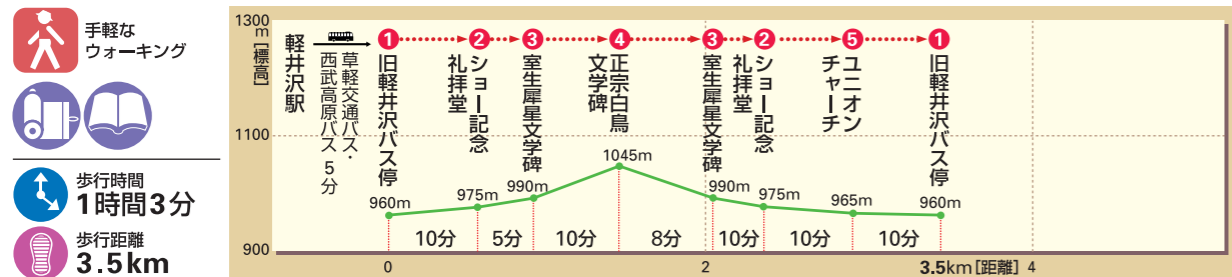 手軽な
ウォーキング
歩行時間
1時間3分
歩行距離
3.5km
1300
m
[標高]
1100
900
軽井沢駅
草軽交通バス・
西武高原バス 5分
1
旧軽井沢バス停
2
ショー記念
礼拝堂
3
室生犀星文学碑
4
正宗白鳥
文学碑
3
室生犀星文学碑
2
ショー記念
礼拝堂
5
ユニオン
チャーチ
1
旧軽井沢バス停
960m
975m
990m
1045m
990m
975m
965m
960m
10分
5分
10分
8分
10分
10分
10分
0
2
3.5km[距離]
4